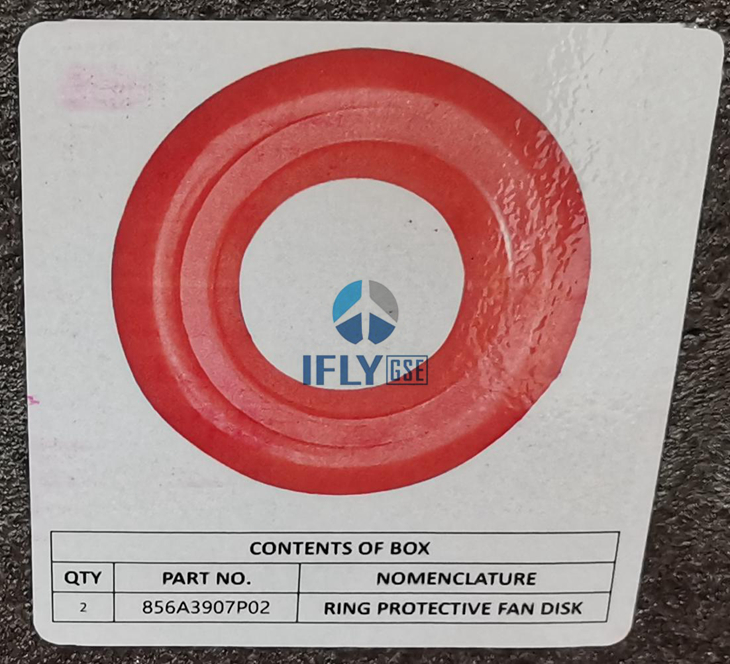 IFLY GSE
CONTENTS OF BOX
QTY PART NO. NOMENCLATURE
2 856A3907P02 RING PROTECTIVE FAN DISK